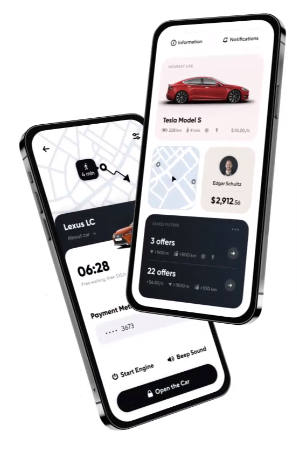 Information
Notifications
NEAREST CAR
Tesla Model S
Edgar Schultz
$2,912.56
3 offers
22 offers
4 min
Lexus LC
About car
06:28
Payment Met
•••• 3673
Start Engine
Beep Sound
Open the Car